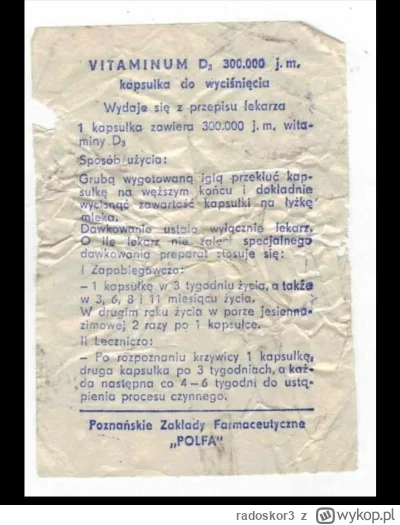 VITAMINUM D₃ 300.000 j.m.
kapsułka do wyciśnięcia
Wydaje się z przepisu lekarza
1 kapsułka zawiera 300.000 j.m. wita-
miny D₃
Sposób użycia:
Grubą wygotowaną igłą przekłuć kap-
sułkę na węższym końcu i dokładnie
wycisnąć zawartość kapsułki na łyżkę
mleka.
Dawkowanie ustala wyłącznie lekarz.
O ile lekarz nie zaleci specjalnego
dawkowania preparat stosuje się:
I Zapobiegawczo:
– 1 kapsułkę w 3 tygodniu życia, a także
w 3, 6, 8 i 11 miesiącu życia.
W drugim roku życia w porze jesienno-
zimowej 2 razy po 1 kapsułce.
II Leczniczo:
– Po rozpoznaniu krzywicy 1 kapsułkę,
druga kapsułka po 3 tygodniach, a każ-
da następna co 4–6 tygodni do ustą-
pienia procesu czynnego.
Poznańskie Zakłady Farmaceutyczne
„POLFA"
radoskor3 z wykop.pl